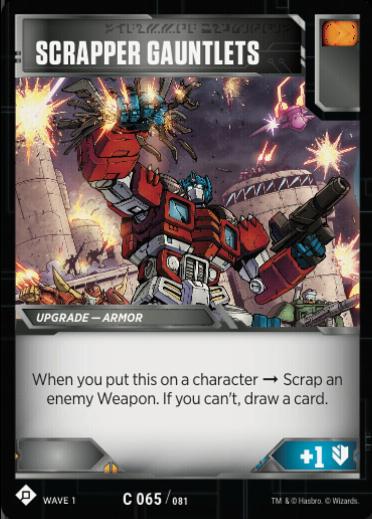 SCRAPPER GAUNTLETS
UPGRADE — ARMOR
When you put this on a character → Scrap an
enemy Weapon. If you can't, draw a card.
+1
WAVE 1 C 065/081 TM & © Hasbro. © Wizards.